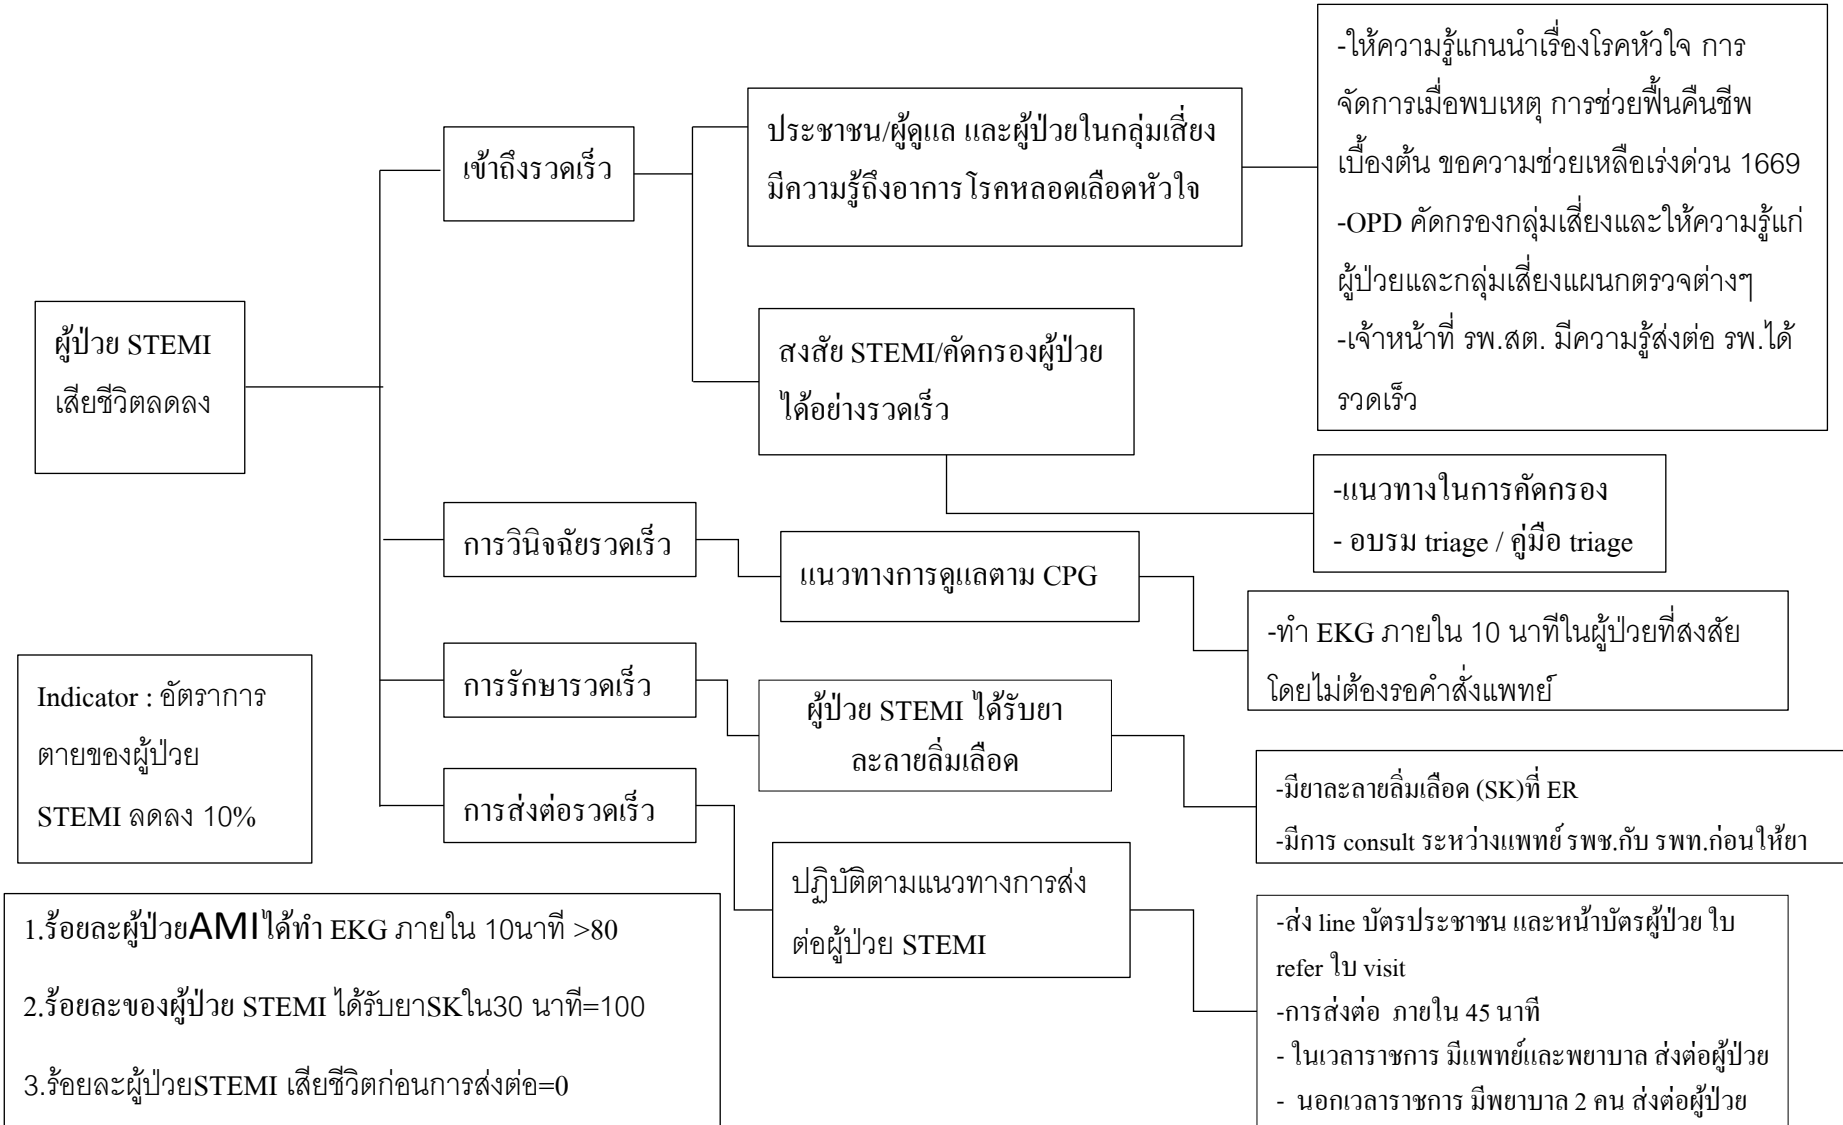 -ให้ความรู้แกนนำเรื่องโรคหัวใจ การ
จัดการเมื่อพบเหตุ การช่วยฟื้นคืนชีพ
เบื้องต้น ขอความช่วยเหลือเร่งด่วน 1669
-OPD คัดกรองกลุ่มเสี่ยงและให้ความรู้แก่
ผู้ป่วยและกลุ่มเสี่ยงแผนกตรวจต่างๆ
-เจ้าหน้าที่ รพ.สต. มีความรู้ส่งต่อ รพ.ได้
รวดเร็ว
ประชาชน/ผู้ดูแล และผู้ป่วยในกลุ่มเสี่ยง
มีความรู้ถึงอาการ โรคหลอดเลือดหัวใจ
เข้าถึงรวดเร็ว
ผู้ป่วย STEMI
เสียชีวิตลดลง
สงสัย STEMI/คัดกรองผู้ป่วย
ได้อย่างรวดเร็ว
-แนวทางในการคัดกรอง
- อบรม triage / คู่มือ triage
การวินิจฉัยรวดเร็ว
แนวทางการดูแลตาม CPG
-ทำ EKG ภายใน 10 นาทีในผู้ป่วยที่สงสัย
โดยไม่ต้องรอคำสั่งแพทย์
การรักษารวดเร็ว
ผู้ป่วย STEMI ได้รับยา
ละลายลิ่มเลือด
-มียาละลายลิ่มเลือด (SK)ที่ ER
-มีการ consult ระหว่างแพทย์ รพช.กับ รพท.ก่อนให้ยา
Indicator : อัตราการ
ตายของผู้ป่วย
STEMI ลดลง 10%
การส่งต่อรวดเร็ว
ปฏิบัติตามแนวทางการส่ง
ต่อผู้ป่วย STEMI
-ส่ง line บัตรประชาชน และหน้าบัตรผู้ป่วย ใบ
refer ใบ visit
-การส่งต่อ ภายใน 45 นาที
- ในเวลาราชการ มีแพทย์และพยาบาล ส่งต่อผู้ป่วย
- นอกเวลาราชการ มีพยาบาล 2 คน ส่งต่อผู้ป่วย
1.ร้อยละผู้ป่วยAMIได้ทำ EKG ภายใน 10นาที >80
2.ร้อยละของผู้ป่วย STEMI ได้รับยาSKใน30 นาที=100
3.ร้อยละผู้ป่วยSTEMI เสียชีวิตก่อนการส่งต่อ=0